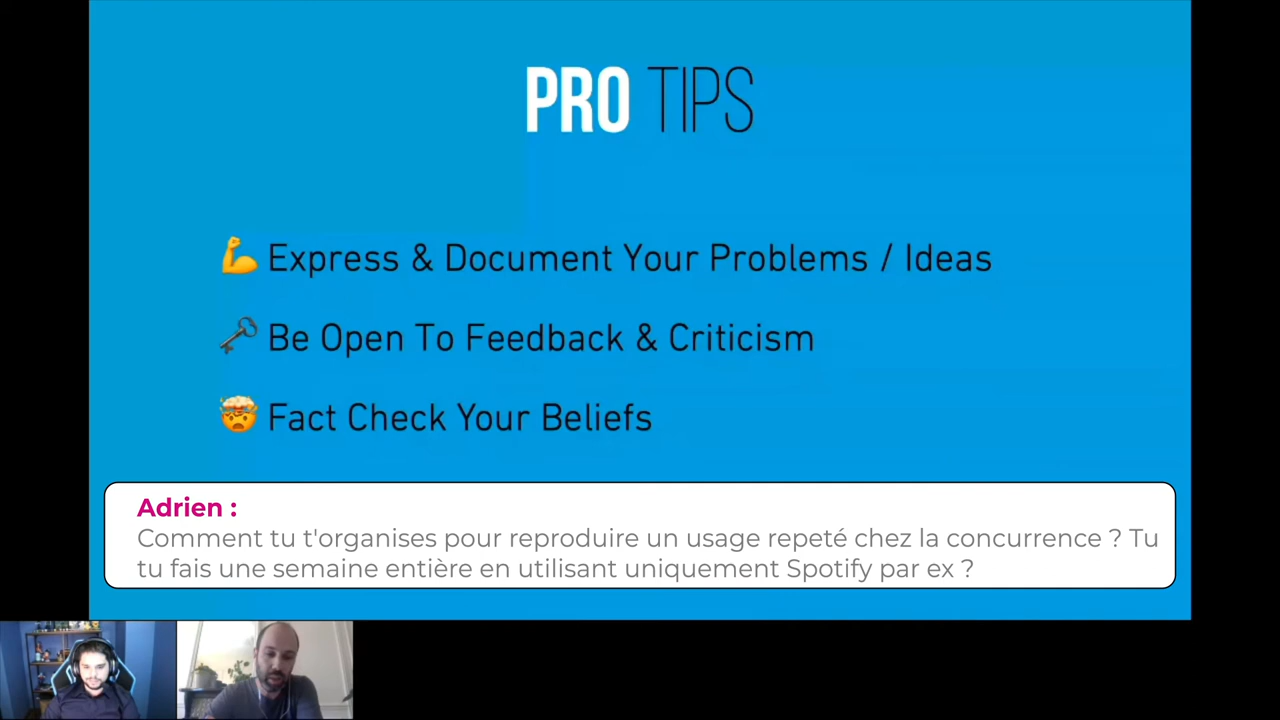 PRO TIPS
💪 Express & Document Your Problems / Ideas
🗝 Be Open To Feedback & Criticism
🤯 Fact Check Your Beliefs
Adrien :
Comment tu t'organises pour reproduire un usage repeté chez la concurrence ? Tu
tu fais une semaine entière en utilisant uniquement Spotify par ex ?